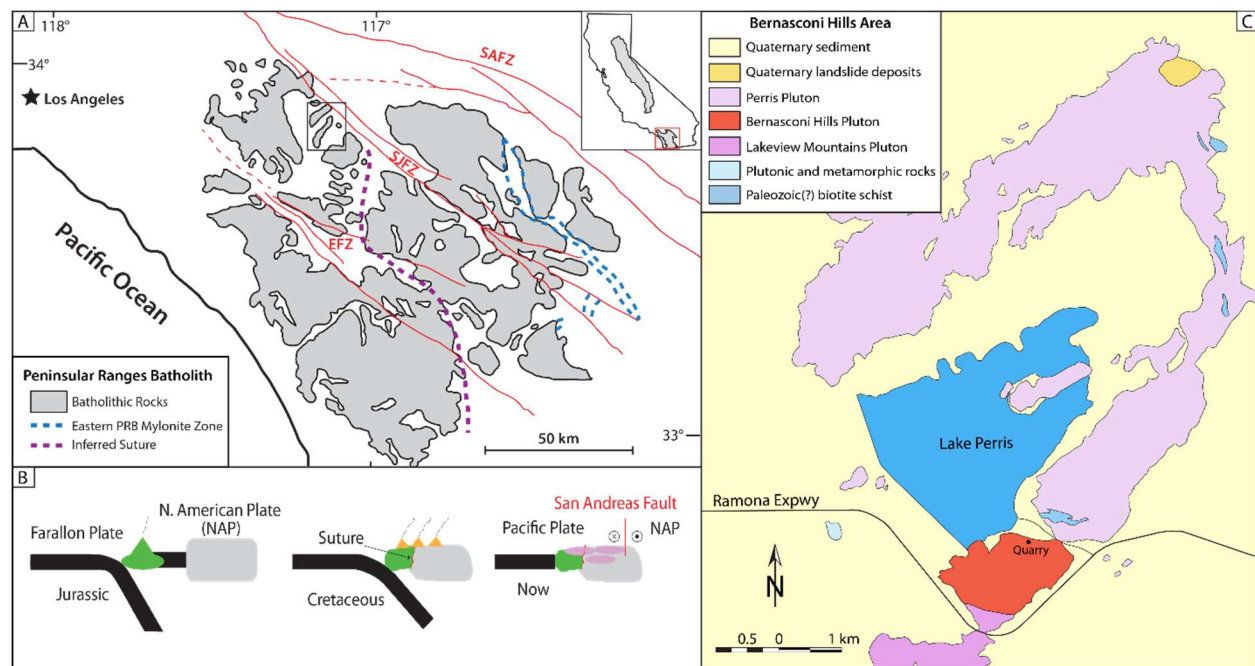 A
118°
117°
34°
Los Angeles
SAFZ
SJFZ
EFZ
Pacific Ocean
33°
50 km
Peninsular Ranges Batholith
Batholithic Rocks
Eastern PRB Mylonite Zone
Inferred Suture
B
Farallon Plate
N. American Plate
(NAP)
Jurassic
Suture
Cretaceous
San Andreas Fault
Pacific Plate
NAP
Now
C
Bernasconi Hills Area
Quaternary sediment
Quaternary landslide deposits
Perris Pluton
Bernasconi Hills Pluton
Lakeview Mountains Pluton
Plutonic and metamorphic rocks
Paleozoic(?) biotite schist
Lake Perris
Ramona Expwy
Quarry
N
0.5 0 1 km